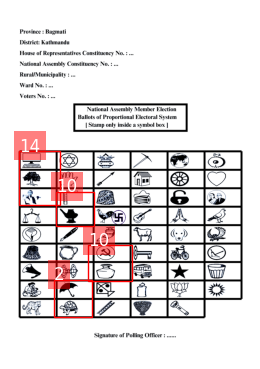 Province : Bagmati
District: Kathmandu
House of Representatives Constituency No. : ...
National Assembly Constituency No. : ...
Rural/Municipality : ...
Ward No. : ...
Voters No. : ...
National Assembly Member Election
Ballots of Proportional Electoral System
[ Stamp only inside a symbol box ]
14
10
10
Signature of Polling Officer : ......